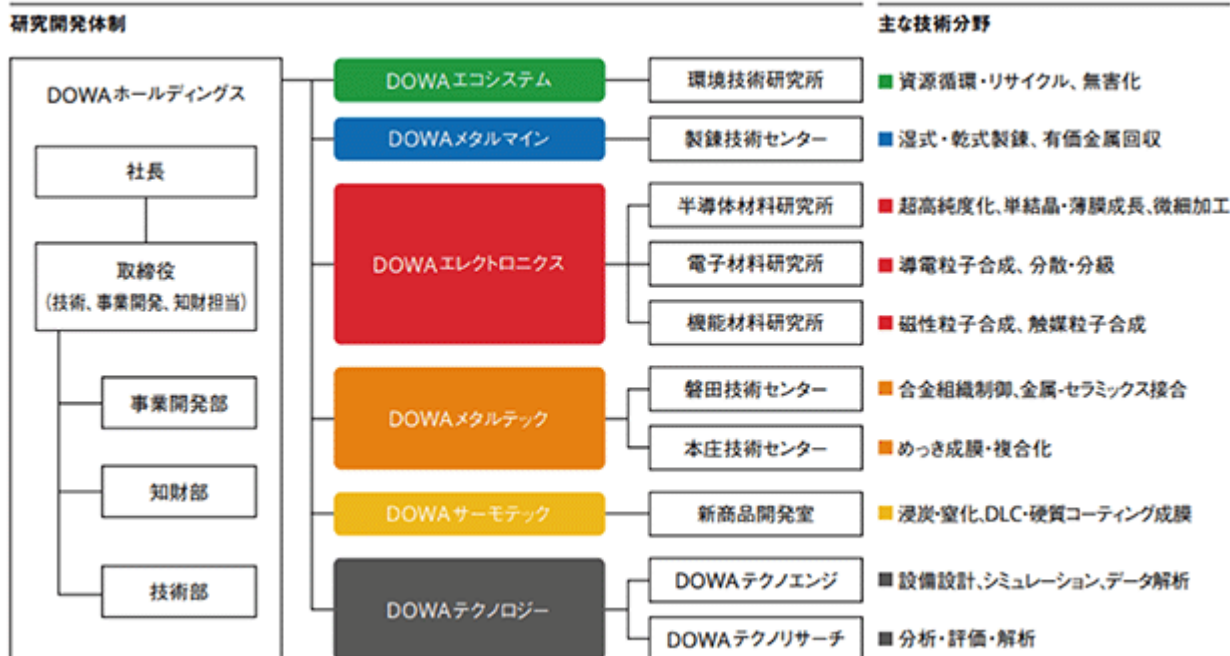 研究開発体制
主な技術分野
DOWAホールディングス
社長
取締役
(技術、事業開発、知財担当)
事業開発部
知財部
技術部
DOWAエコシステム
環境技術研究所
資源循環・リサイクル、無害化
DOWAメタルマイン
製錬技術センター
湿式・乾式製錬、有価金属回収
DOWAエレクトロニクス
半導体材料研究所
超高純度化、単結晶・薄膜成長、微細加工
電子材料研究所
導電粒子合成、分散・分級
機能材料研究所
磁性粒子合成、触媒粒子合成
DOWAメタルテック
磐田技術センター
合金組織制御、金属-セラミックス接合
本庄技術センター
めっき成膜・複合化
DOWAサーモテック
新商品開発室
浸炭・窒化、DLC・硬質コーティング成膜
DOWAテクノロジー
DOWAテクノエンジ
設備設計、シミュレーション、データ解析
DOWAテクノリサーチ
分析・評価・解析